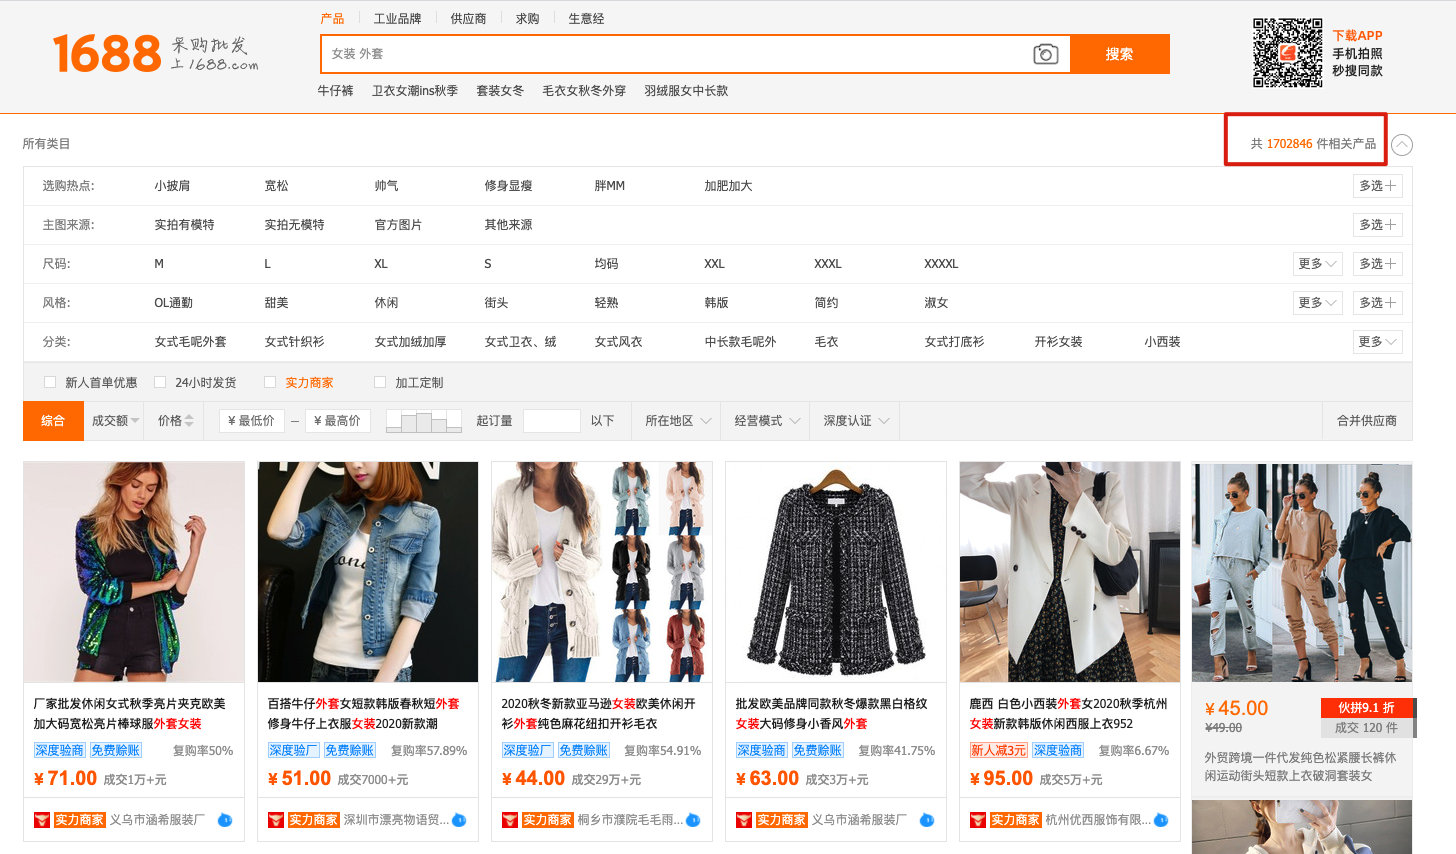 产品 工业品牌 供应商 求购 生意经
1688 采购批发
上1688.com
女装 外套
搜索
下载APP
手机拍照
秒搜同款
牛仔裤 卫衣女潮ins秋季 套装女冬 毛衣女秋冬外穿 羽绒服女中长款
所有类目
共 1702846 件相关产品
选购热点: 小披肩 宽松 帅气 修身显瘦 胖MM 加肥加大 多选
主图来源: 实拍有模特 实拍无模特 官方图片 其他来源 多选
尺码: M L XL S 均码 XXL XXXL XXXXL 更多 多选
风格: OL通勤 甜美 休闲 街头 轻熟 韩版 简约 淑女 更多 多选
分类: 女式毛呢外套 女式针织衫 女式加绒加厚 女式卫衣、绒 女式风衣 中长款毛呢外 毛衣 女式打底衫 开衫女装 小西装 更多
新人首单优惠 24小时发货 实力商家 加工定制
综合 成交额 价格 ¥ 最低价 – ¥ 最高价 起订量 以下 所在地区 经营模式 深度认证 合并供应商
厂家批发休闲女式秋季亮片夹克欧美
加大码宽松亮片棒球服外套女装
深度验商 免费赊账 复购率50%
¥ 71.00 成交1万+元
实力商家 义乌市涵希服装厂
百搭牛仔外套女短款韩版春秋短外套
修身牛仔上衣服女装2020新款潮
深度验厂 免费赊账 复购率57.89%
¥ 51.00 成交7000+元
实力商家 深圳市漂亮物语贸...
2020秋冬新款亚马逊女装欧美休闲开
衫外套纯色麻花纽扣开衫毛衣
深度验厂 免费赊账 复购率54.91%
¥ 44.00 成交29万+元
实力商家 桐乡市濮院毛毛雨...
批发欧美品牌同款秋冬爆款黑白格纹
女装大码修身小香风外套
深度验商 免费赊账 复购率41.75%
¥ 63.00 成交3万+元
实力商家 义乌市涵希服装厂
鹿西 白色小西装外套女2020秋季杭州
女装新款韩版休闲西服上衣952
新人减3元 深度验商 复购率6.67%
¥ 95.00 成交5万+元
实力商家 杭州优西服饰有限...
¥ 45.00 伙拼9.1 折
¥49.00 成交 120 件
外贸跨境一件代发纯色松紧腰长裤休
闲运动街头短款上衣破洞套装女